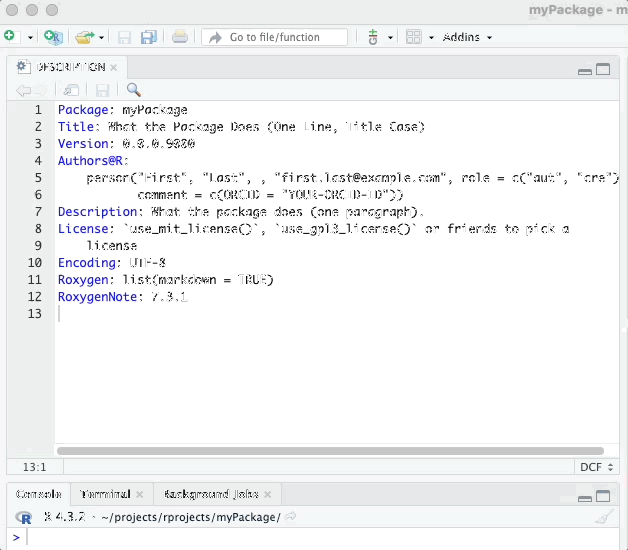 myPackage - m
Go to file/function
Addins
DESCRIPTION
1 Package: myPackage
2 Title: What the Package Does (One Line, Title Case)
3 Version: 0.0.0.9000
4 Authors@R:
5 person("First", "Last", , "first.last@example.com", role = c("aut", "cre")
6 comment = c(ORCID = "YOUR-ORCID-ID"))
7 Description: What the package does (one paragraph).
8 License: `use_mit_license()`, `use_gpl3_license()` or friends to pick a
9 license
10 Encoding: UTF-8
11 Roxygen: list(markdown = TRUE)
12 RoxygenNote: 7.3.1
13
13:1
DCF
Console Terminal Background Jobs
R 4.3.2 · ~/projects/rprojects/myPackage/
>